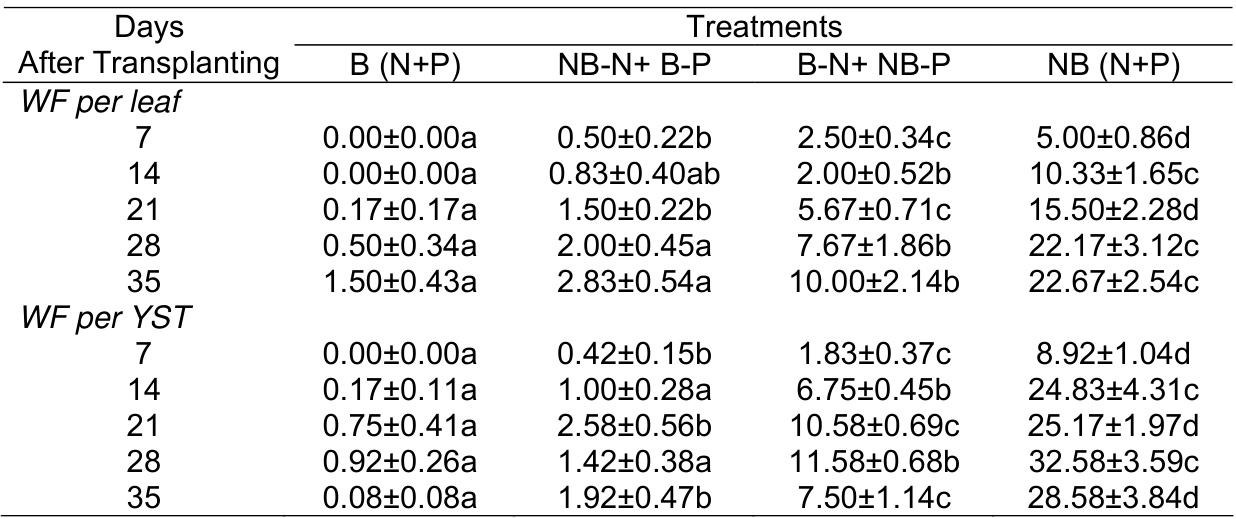 Days Treatments
After Transplanting B (N+P) NB-N+ B-P B-N+ NB-P NB (N+P)
WF per leaf
7 0.00±0.00a 0.50±0.22b 2.50±0.34c 5.00±0.86d
14 0.00±0.00a 0.83±0.40ab 2.00±0.52b 10.33±1.65c
21 0.17±0.17a 1.50±0.22b 5.67±0.71c 15.50±2.28d
28 0.50±0.34a 2.00±0.45a 7.67±1.86b 22.17±3.12c
35 1.50±0.43a 2.83±0.54a 10.00±2.14b 22.67±2.54c
WF per YST
7 0.00±0.00a 0.42±0.15b 1.83±0.37c 8.92±1.04d
14 0.17±0.11a 1.00±0.28a 6.75±0.45b 24.83±4.31c
21 0.75±0.41a 2.58±0.56b 10.58±0.69c 25.17±1.97d
28 0.92±0.26a 1.42±0.38a 11.58±0.68b 32.58±3.59c
35 0.08±0.08a 1.92±0.47b 7.50±1.14c 28.58±3.84d